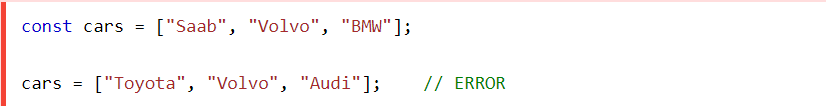 const cars = ["Saab", "Volvo", "BMW"];
cars = ["Toyota", "Volvo", "Audi"];    // ERROR